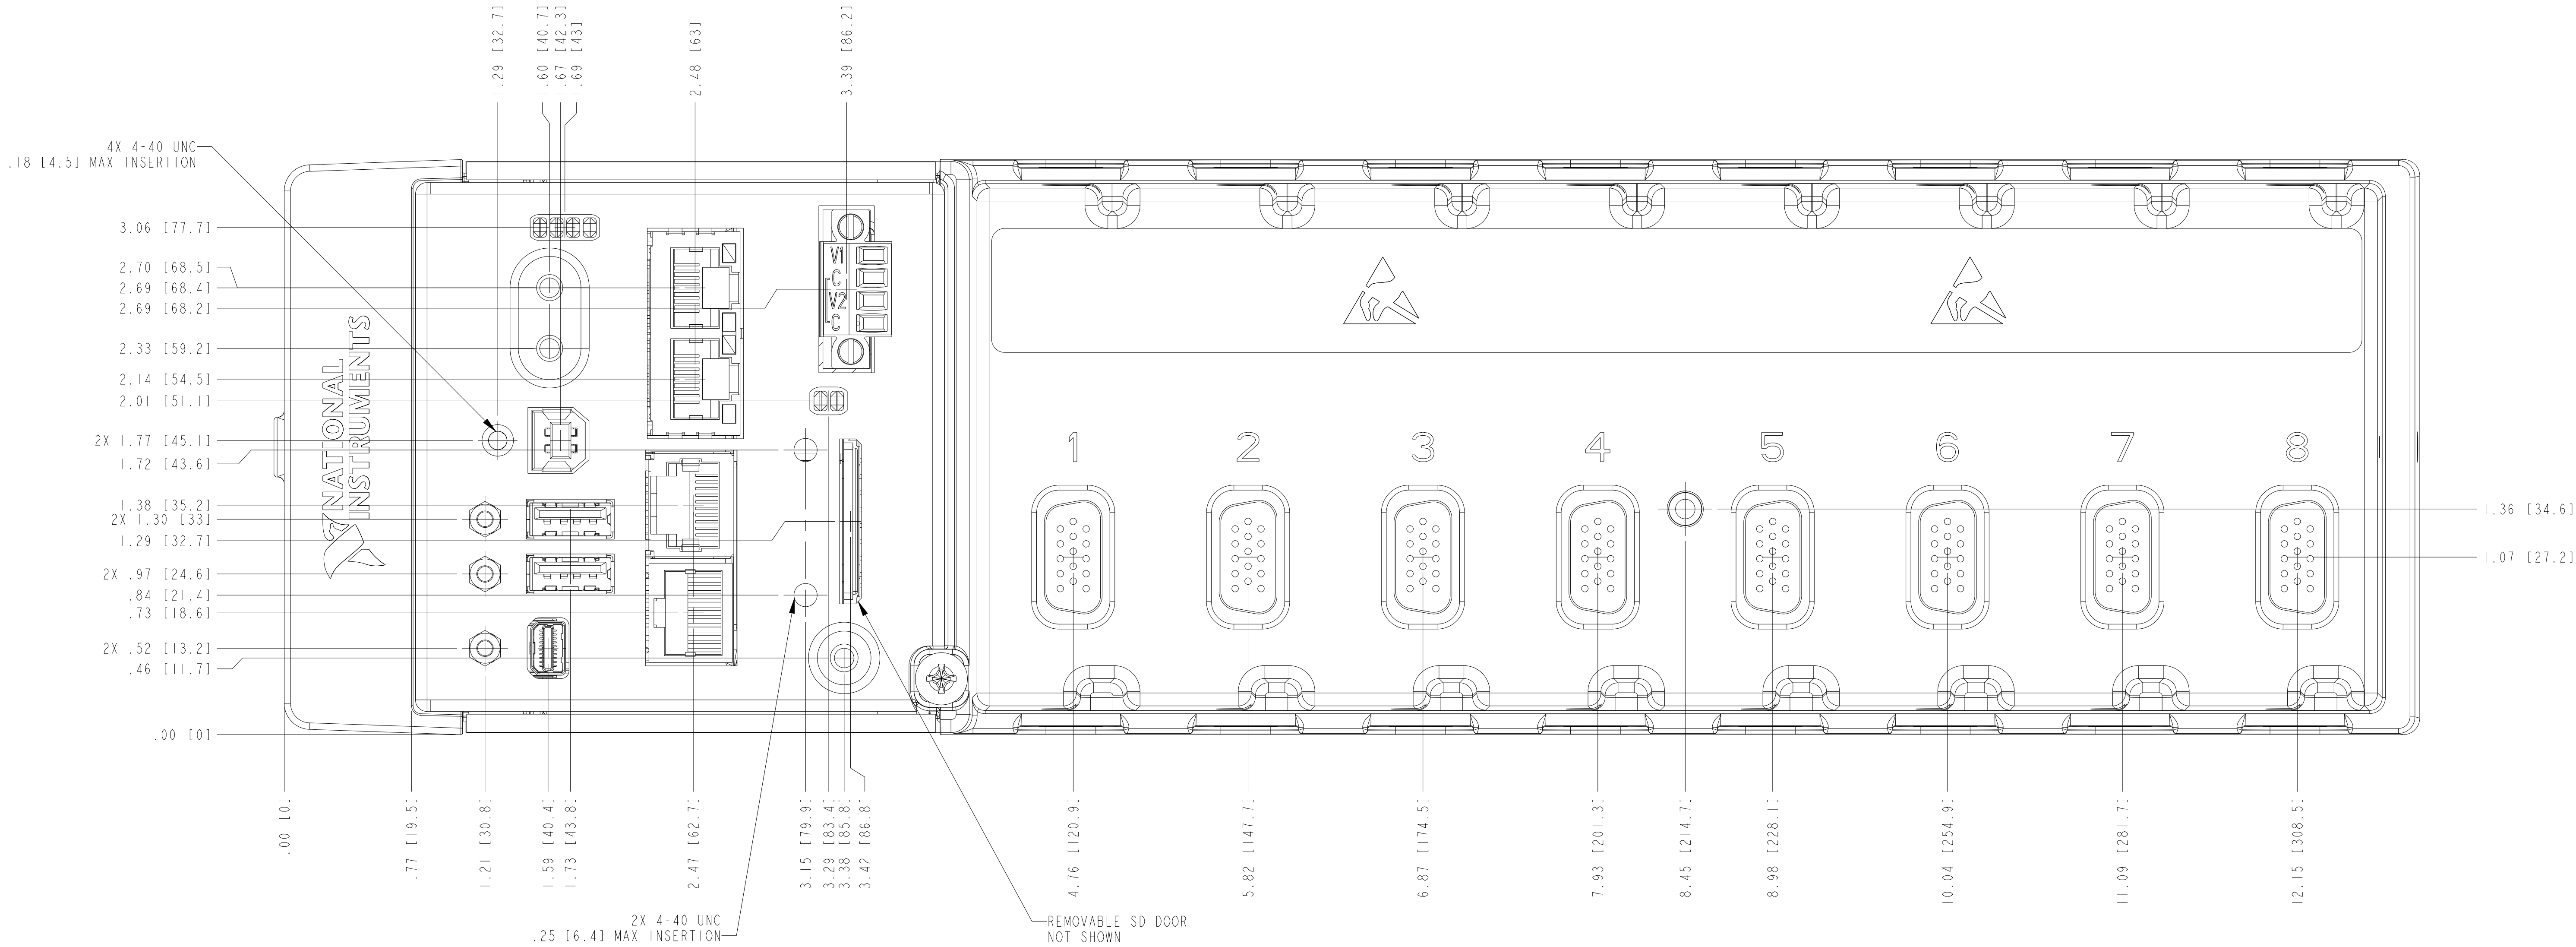 1.29 [32.7]
1.60 [40.7]
1.67 [42.3]
1.69 [43]
2.48 [63]
3.39 [86.2]
4X 4-40 UNC
.18 [4.5] MAX INSERTION
3.06 [77.7]
2.70 [68.5]
2.69 [68.4]
2.69 [68.2]
2.33 [59.2]
2.14 [54.5]
2.01 [51.1]
2X 1.77 [45.1]
1.72 [43.6]
1.38 [35.2]
2X 1.30 [33]
1.29 [32.7]
2X .97 [24.6]
.84 [21.4]
.73 [18.6]
2X .52 [13.2]
.46 [11.7]
.00 [0]
NATIONAL
INSTRUMENTS
V1
C
V2
C
1 2 3 4 5 6 7 8
1.36 [34.6]
1.07 [27.2]
.00 [0]
.77 [19.5]
1.21 [30.8]
1.59 [40.4]
1.73 [43.8]
2.47 [62.7]
3.15 [79.9]
3.29 [83.4]
3.38 [85.8]
3.42 [86.8]
4.76 [120.9]
5.82 [147.7]
6.87 [174.5]
7.93 [201.3]
8.45 [214.7]
8.98 [228.1]
10.04 [254.9]
11.09 [281.7]
12.15 [308.5]
2X 4-40 UNC
.25 [6.4] MAX INSERTION
REMOVABLE SD DOOR
NOT SHOWN